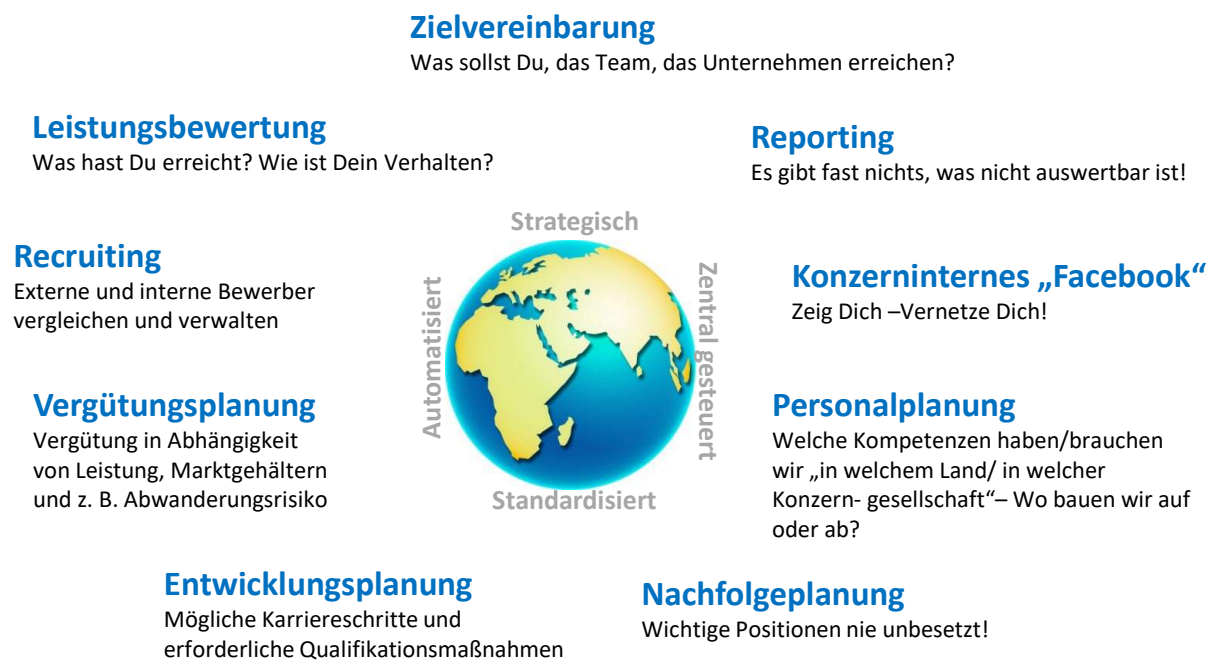 Zielvereinbarung
Was sollst Du, das Team, das Unternehmen erreichen?
Leistungsbewertung
Was hast Du erreicht? Wie ist Dein Verhalten?
Reporting
Es gibt fast nichts, was nicht auswertbar ist!
Strategisch
Recruiting
Externe und interne Bewerber
vergleichen und verwalten
Automatisiert
Zentral gesteuert
Konzerninternes „Facebook“
Zeig Dich –Vernetze Dich!
Vergütungsplanung
Vergütung in Abhängigkeit
von Leistung, Marktgehältern
und z. B. Abwanderungsrisiko
Personalplanung
Welche Kompetenzen haben/brauchen
wir „in welchem Land/ in welcher
Konzern- gesellschaft“– Wo bauen wir auf
oder ab?
Standardisiert
Entwicklungsplanung
Mögliche Karriereschritte und
erforderliche Qualifikationsmaßnahmen
Nachfolgeplanung
Wichtige Positionen nie unbesetzt!